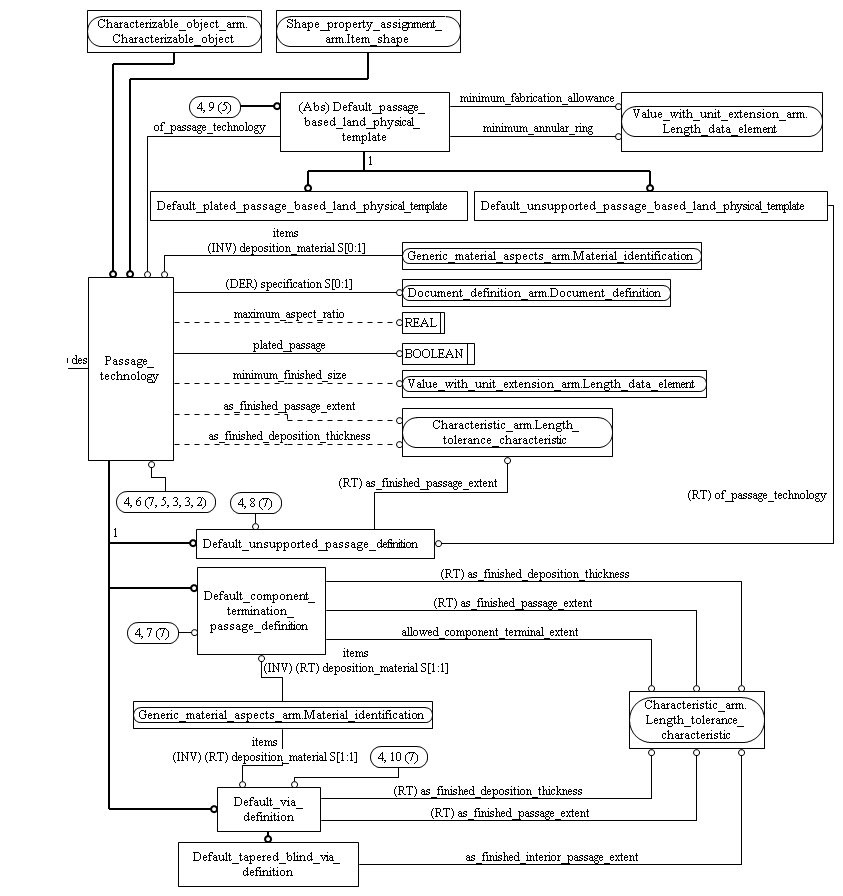 Characterizable_object_arm.
Characterizable_object
Shape_property_assignment_
arm.Item_shape
4, 9 (5)
(Abs) Default_passage_
based_land_physical_
template
minimum_fabrication_allowance
minimum_annular_ring
Value_with_unit_extension_arm.
Length_data_element
of_passage_technology
1
Default_plated_passage_based_land_physical_template
Default_unsupported_passage_based_land_physical_template
items
(INV) deposition_material S[0:1]
Generic_material_aspects_arm.Material_identification
(DER) specification S[0:1]
Document_definition_arm.Document_definition
maximum_aspect_ratio
REAL
plated_passage
BOOLEAN
des
Passage_
technology
minimum_finished_size
Value_with_unit_extension_arm.Length_data_element
as_finished_passage_extent
as_finished_deposition_thickness
Characteristic_arm.Length_
tolerance_characteristic
(RT) as_finished_passage_extent
(RT) of_passage_technology
4, 6 (7, 5, 3, 3, 2)
4, 8 (7)
1
Default_unsupported_passage_definition
Default_component_
termination_
passage_definition
(RT) as_finished_deposition_thickness
(RT) as_finished_passage_extent
allowed_component_terminal_extent
4, 7 (7)
items
(INV) (RT) deposition_material S[1:1]
Generic_material_aspects_arm.Material_identification
Characteristic_arm.
Length_tolerance_
characteristic
items
(INV) (RT) deposition_material S[1:1]
4, 10 (7)
Default_via_
definition
(RT) as_finished_deposition_thickness
(RT) as_finished_passage_extent
Default_tapered_blind_via_
definition
as_finished_interior_passage_extent